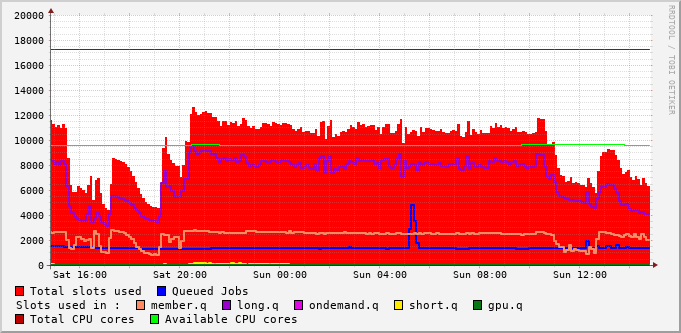 20000
18000
16000
14000
12000
10000
8000
6000
4000
2000
0
Sat 16:00 Sat 20:00 Sun 00:00 Sun 04:00 Sun 08:00 Sun 12:00
RRDTOOL / TOBI OETIKER
Total slots used Queued Jobs
Slots used in : member.q long.q ondemand.q short.q gpu.q
Total CPU cores Available CPU cores